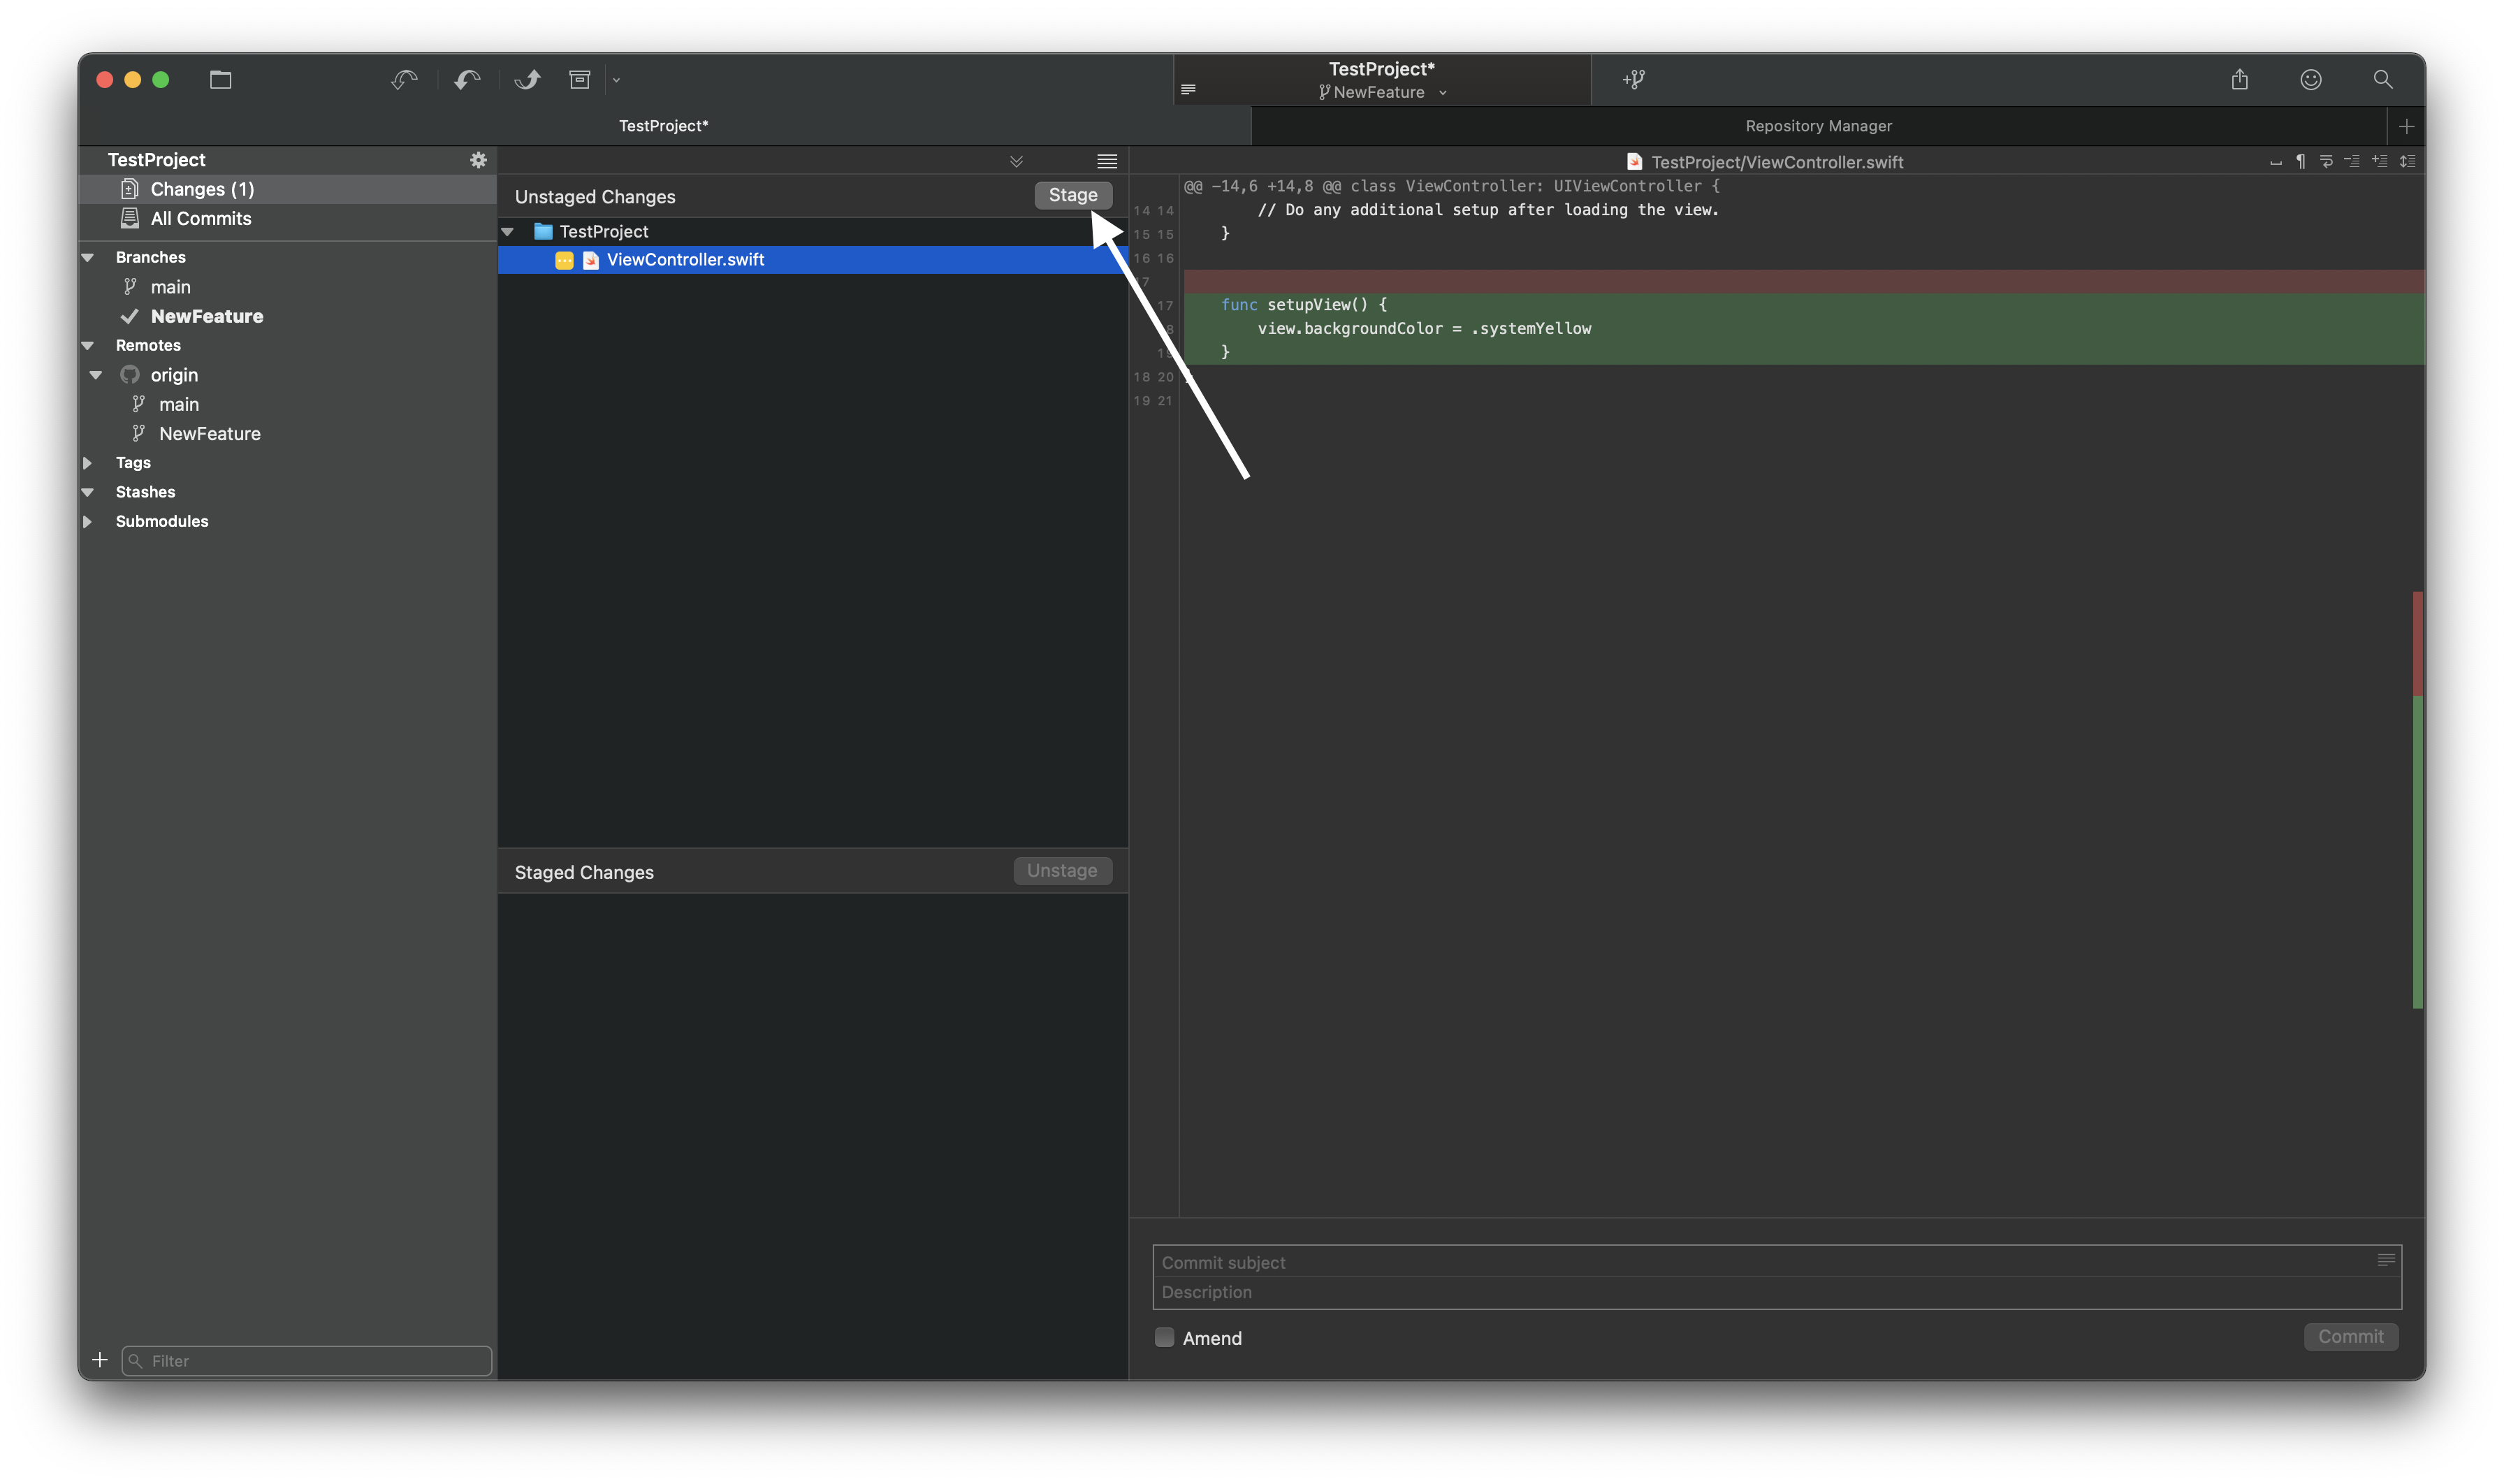 TestProject*
NewFeature
TestProject*
Repository Manager
TestProject
Changes (1)
All Commits
Branches
main
NewFeature
Remotes
origin
main
NewFeature
Tags
Stashes
Submodules
Filter
Unstaged Changes
Stage
TestProject
ViewController.swift
Staged Changes
Unstage
TestProject/ViewController.swift
@@ -14,6 +14,8 @@ class ViewController: UIViewController {
14 14 // Do any additional setup after loading the view.
15 15 }
16 16
17 func setupView() {
view.backgroundColor = .systemYellow
}
18 20
19 21
Commit subject
Description
Amend
Commit